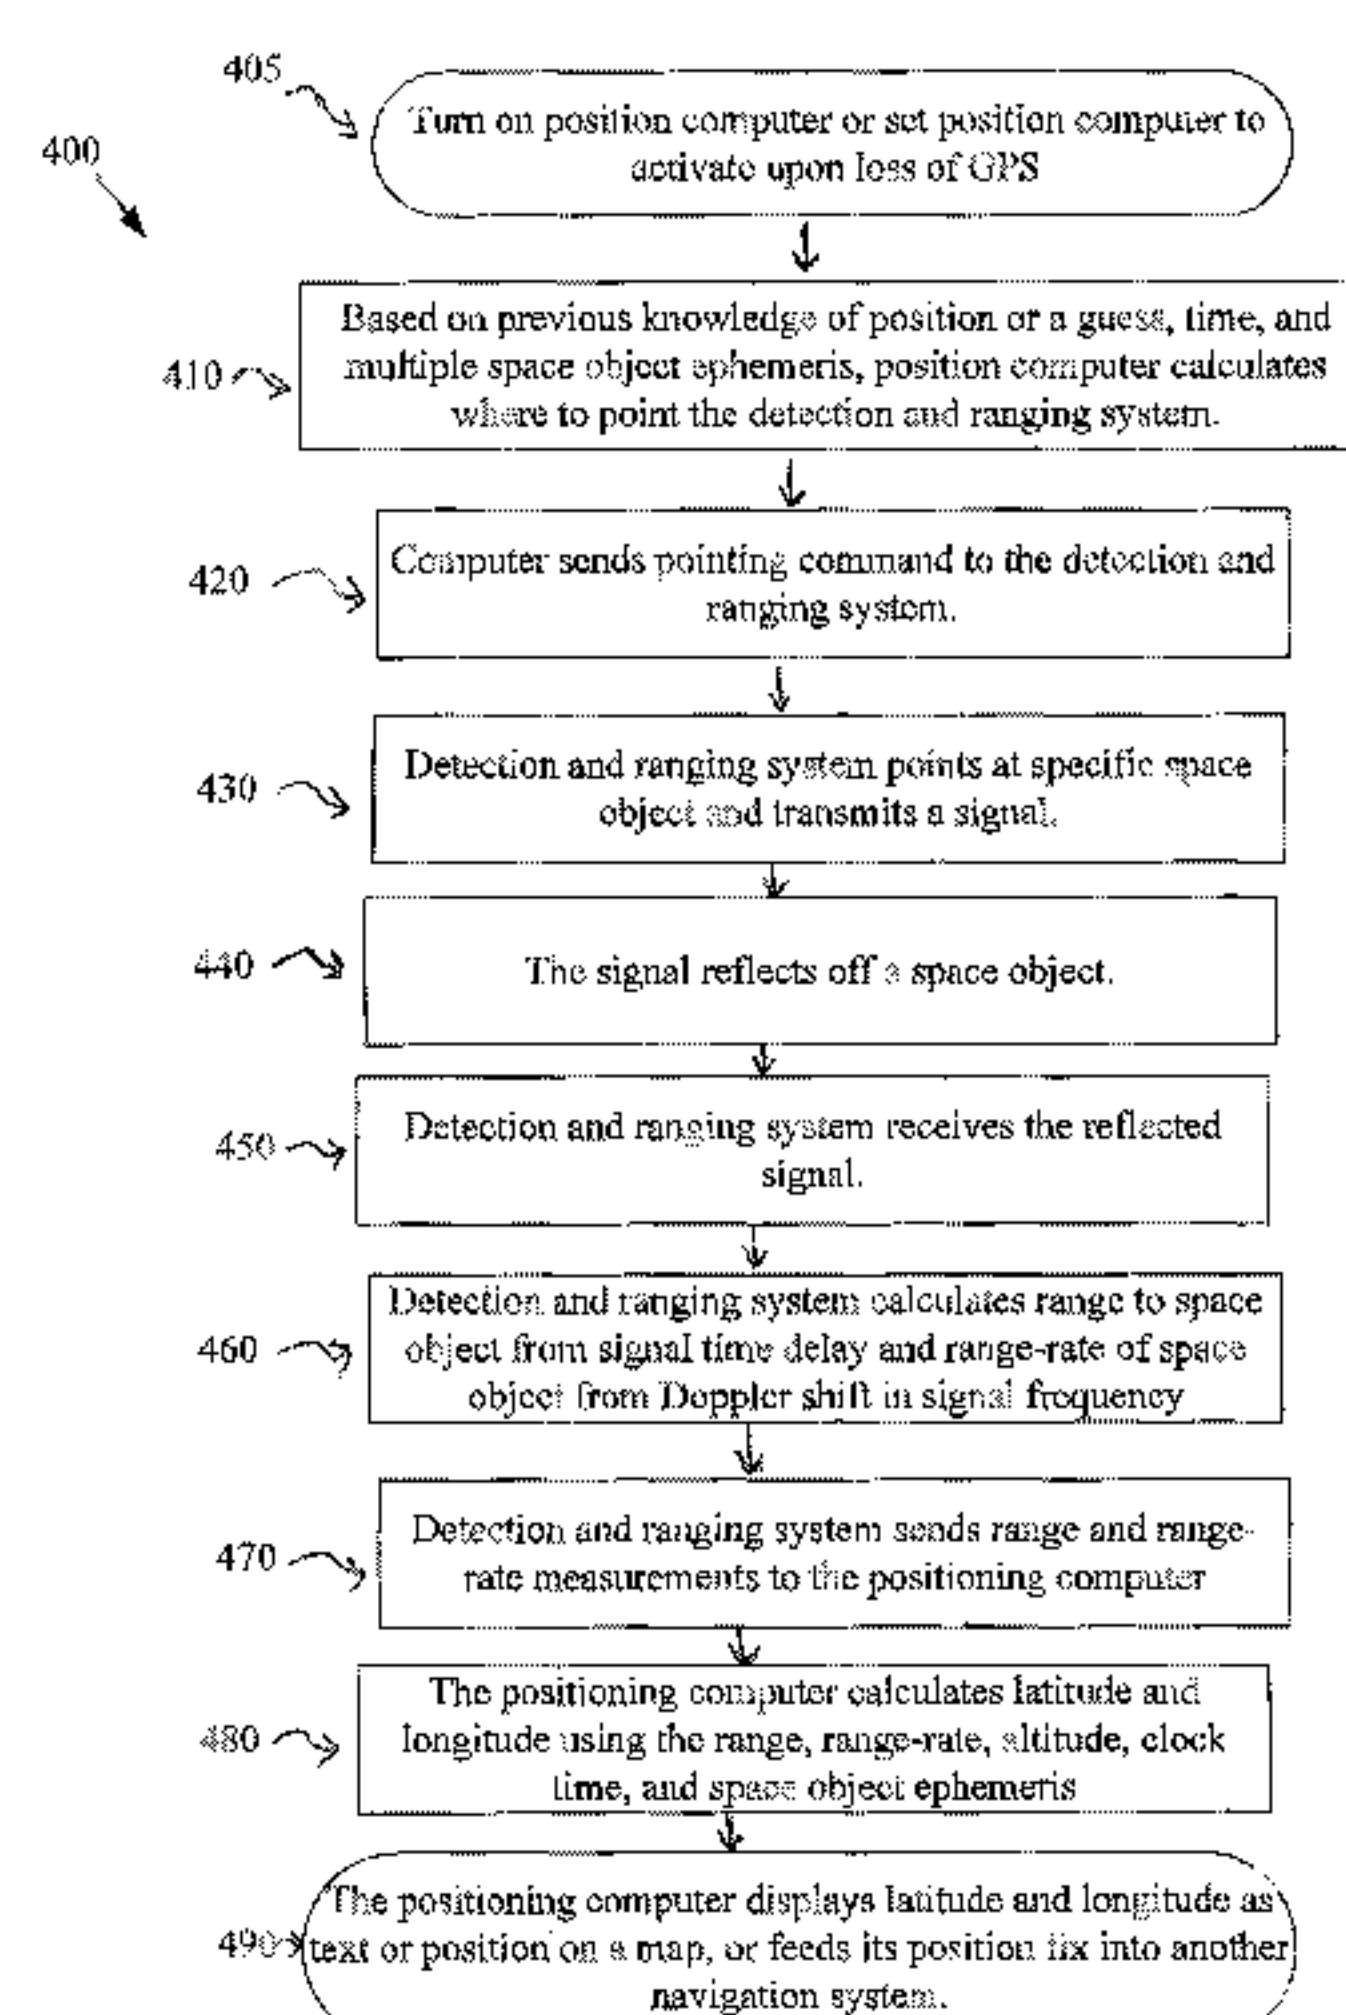 405
Turn on position computer or set position computer to
activate upon loss of GPS
400
Based on previous knowledge of position or a guess, time, and
multiple space object ephemeris, position computer calculates
where to point the detection and ranging system.
410
Computer sends pointing command to the detection and
ranging system.
420
Detection and ranging system points at specific space
object and transmits a signal.
430
The signal reflects off a space object.
440
Detection and ranging system receives the reflected
signal.
450
Detection and ranging system calculates range to space
object from signal time delay and range-rate of space
object from Doppler shift in signal frequency
460
Detection and ranging system sends range and range-
rate measurements to the positioning computer
470
The positioning computer calculates latitude and
longitude using the range, range-rate, altitude, clock
time, and space object ephemeris
480
The positioning computer displays latitude and longitude as
text or position on a map, or feeds its position fix into another
navigation system.
490